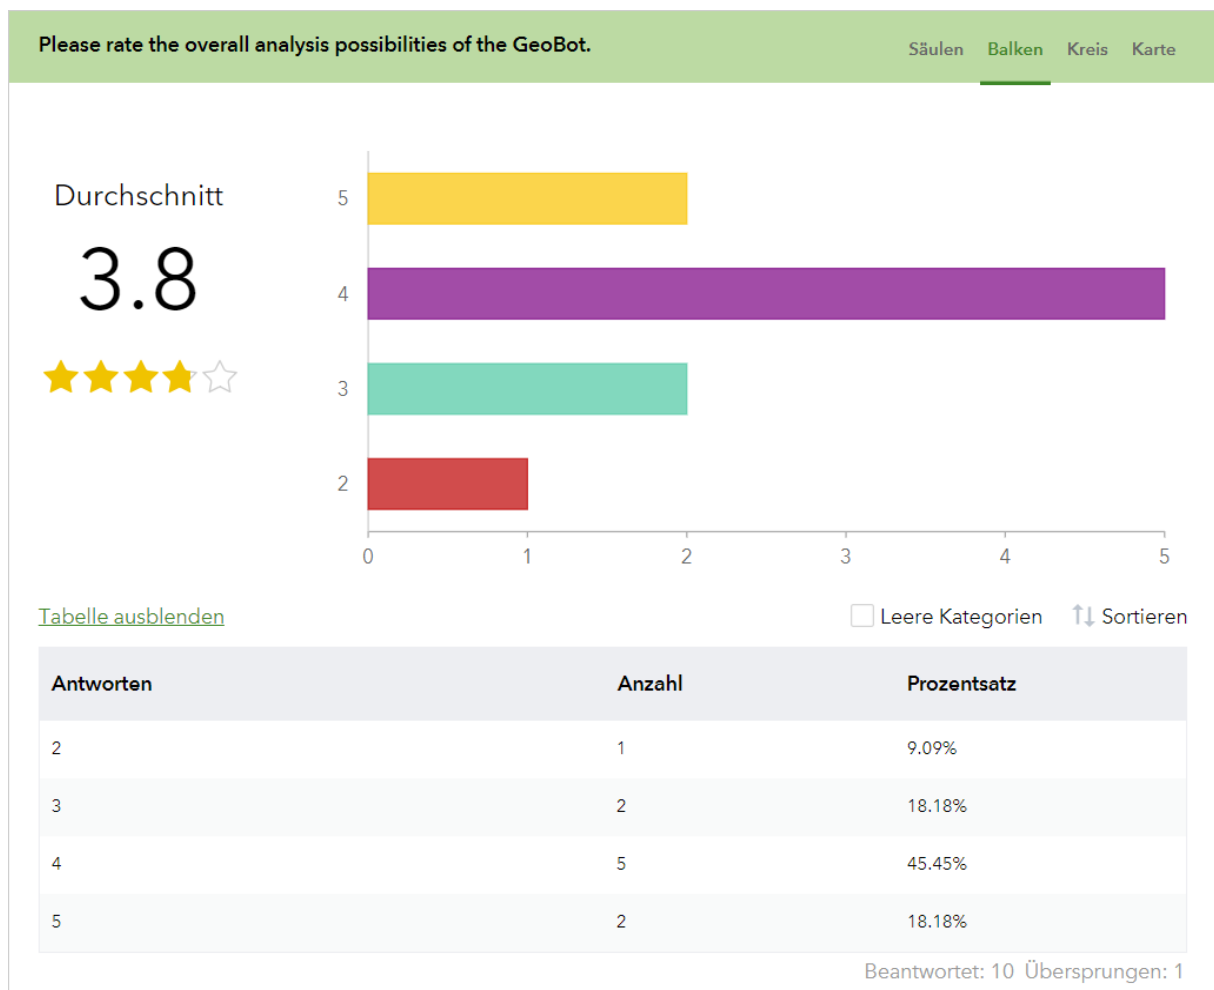 Please rate the overall analysis possibilities of the GeoBot.
Säulen Balken Kreis Karte
Durchschnitt
3.8
5
4
3
2
0 1 2 3 4 5
Tabelle ausblenden
Leere Kategorien Sortieren
Antworten Anzahl Prozentsatz
2 1 9.09%
3 2 18.18%
4 5 45.45%
5 2 18.18%
Beantwortet: 10 Übersprungen: 1